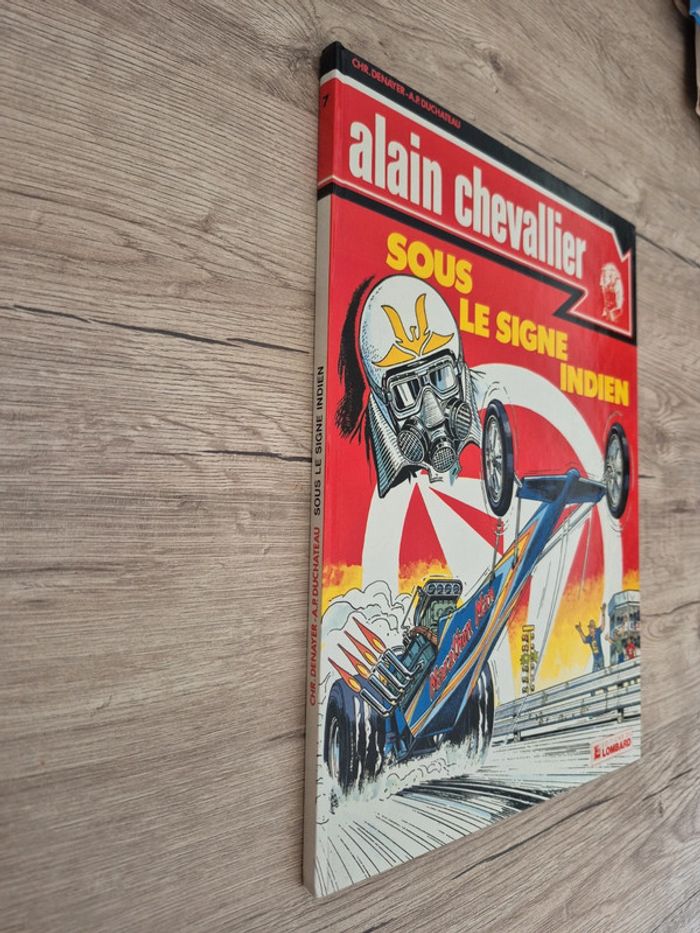 7
CHR. DENAYER - A.P. DUCHATEAU
SOUS LE SIGNE INDIEN
CHR. DENAYER - A.P. DUCHATEAU
alain chevallier
SOUS
LE SIGNE
INDIEN
LOMBARD